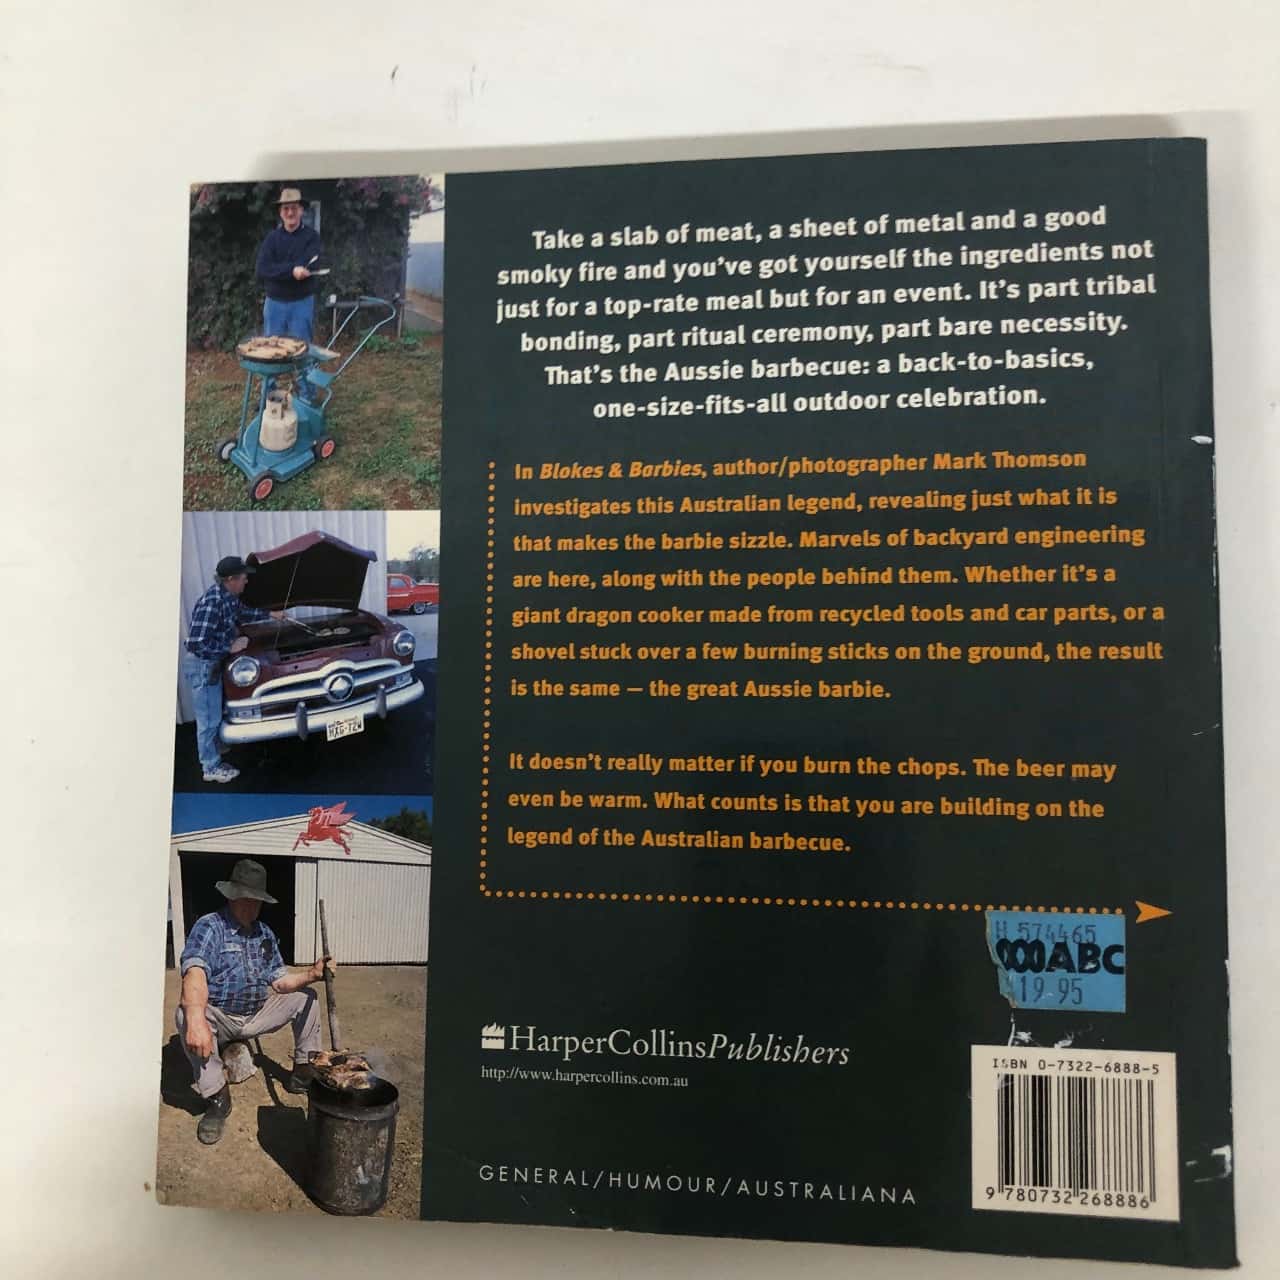 Take a slab of meat, a sheet of metal and a good
smoky fire and you've got yourself the ingredients not
just for a top-rate meal but for an event. It's part tribal
bonding, part ritual ceremony, part bare necessity.
That's the Aussie barbecue: a back-to-basics,
one-size-fits-all outdoor celebration.
In Blokes & Barbies, author/photographer Mark Thomson
investigates this Australian legend, revealing just what it is
that makes the barbie sizzle. Marvels of backyard engineering
are here, along with the people behind them. Whether it's a
giant dragon cooker made from recycled tools and car parts, or a
shovel stuck over a few burning sticks on the ground, the result
is the same — the great Aussie barbie.
It doesn't really matter if you burn the chops. The beer may
even be warm. What counts is that you are building on the
legend of the Australian barbecue.
H 574465
ABC
19.95
HarperCollinsPublishers
http://www.harpercollins.com.au
ISBN 0-7322-6888-5
9 780732 268886
GENERAL/HUMOUR/AUSTRALIANA